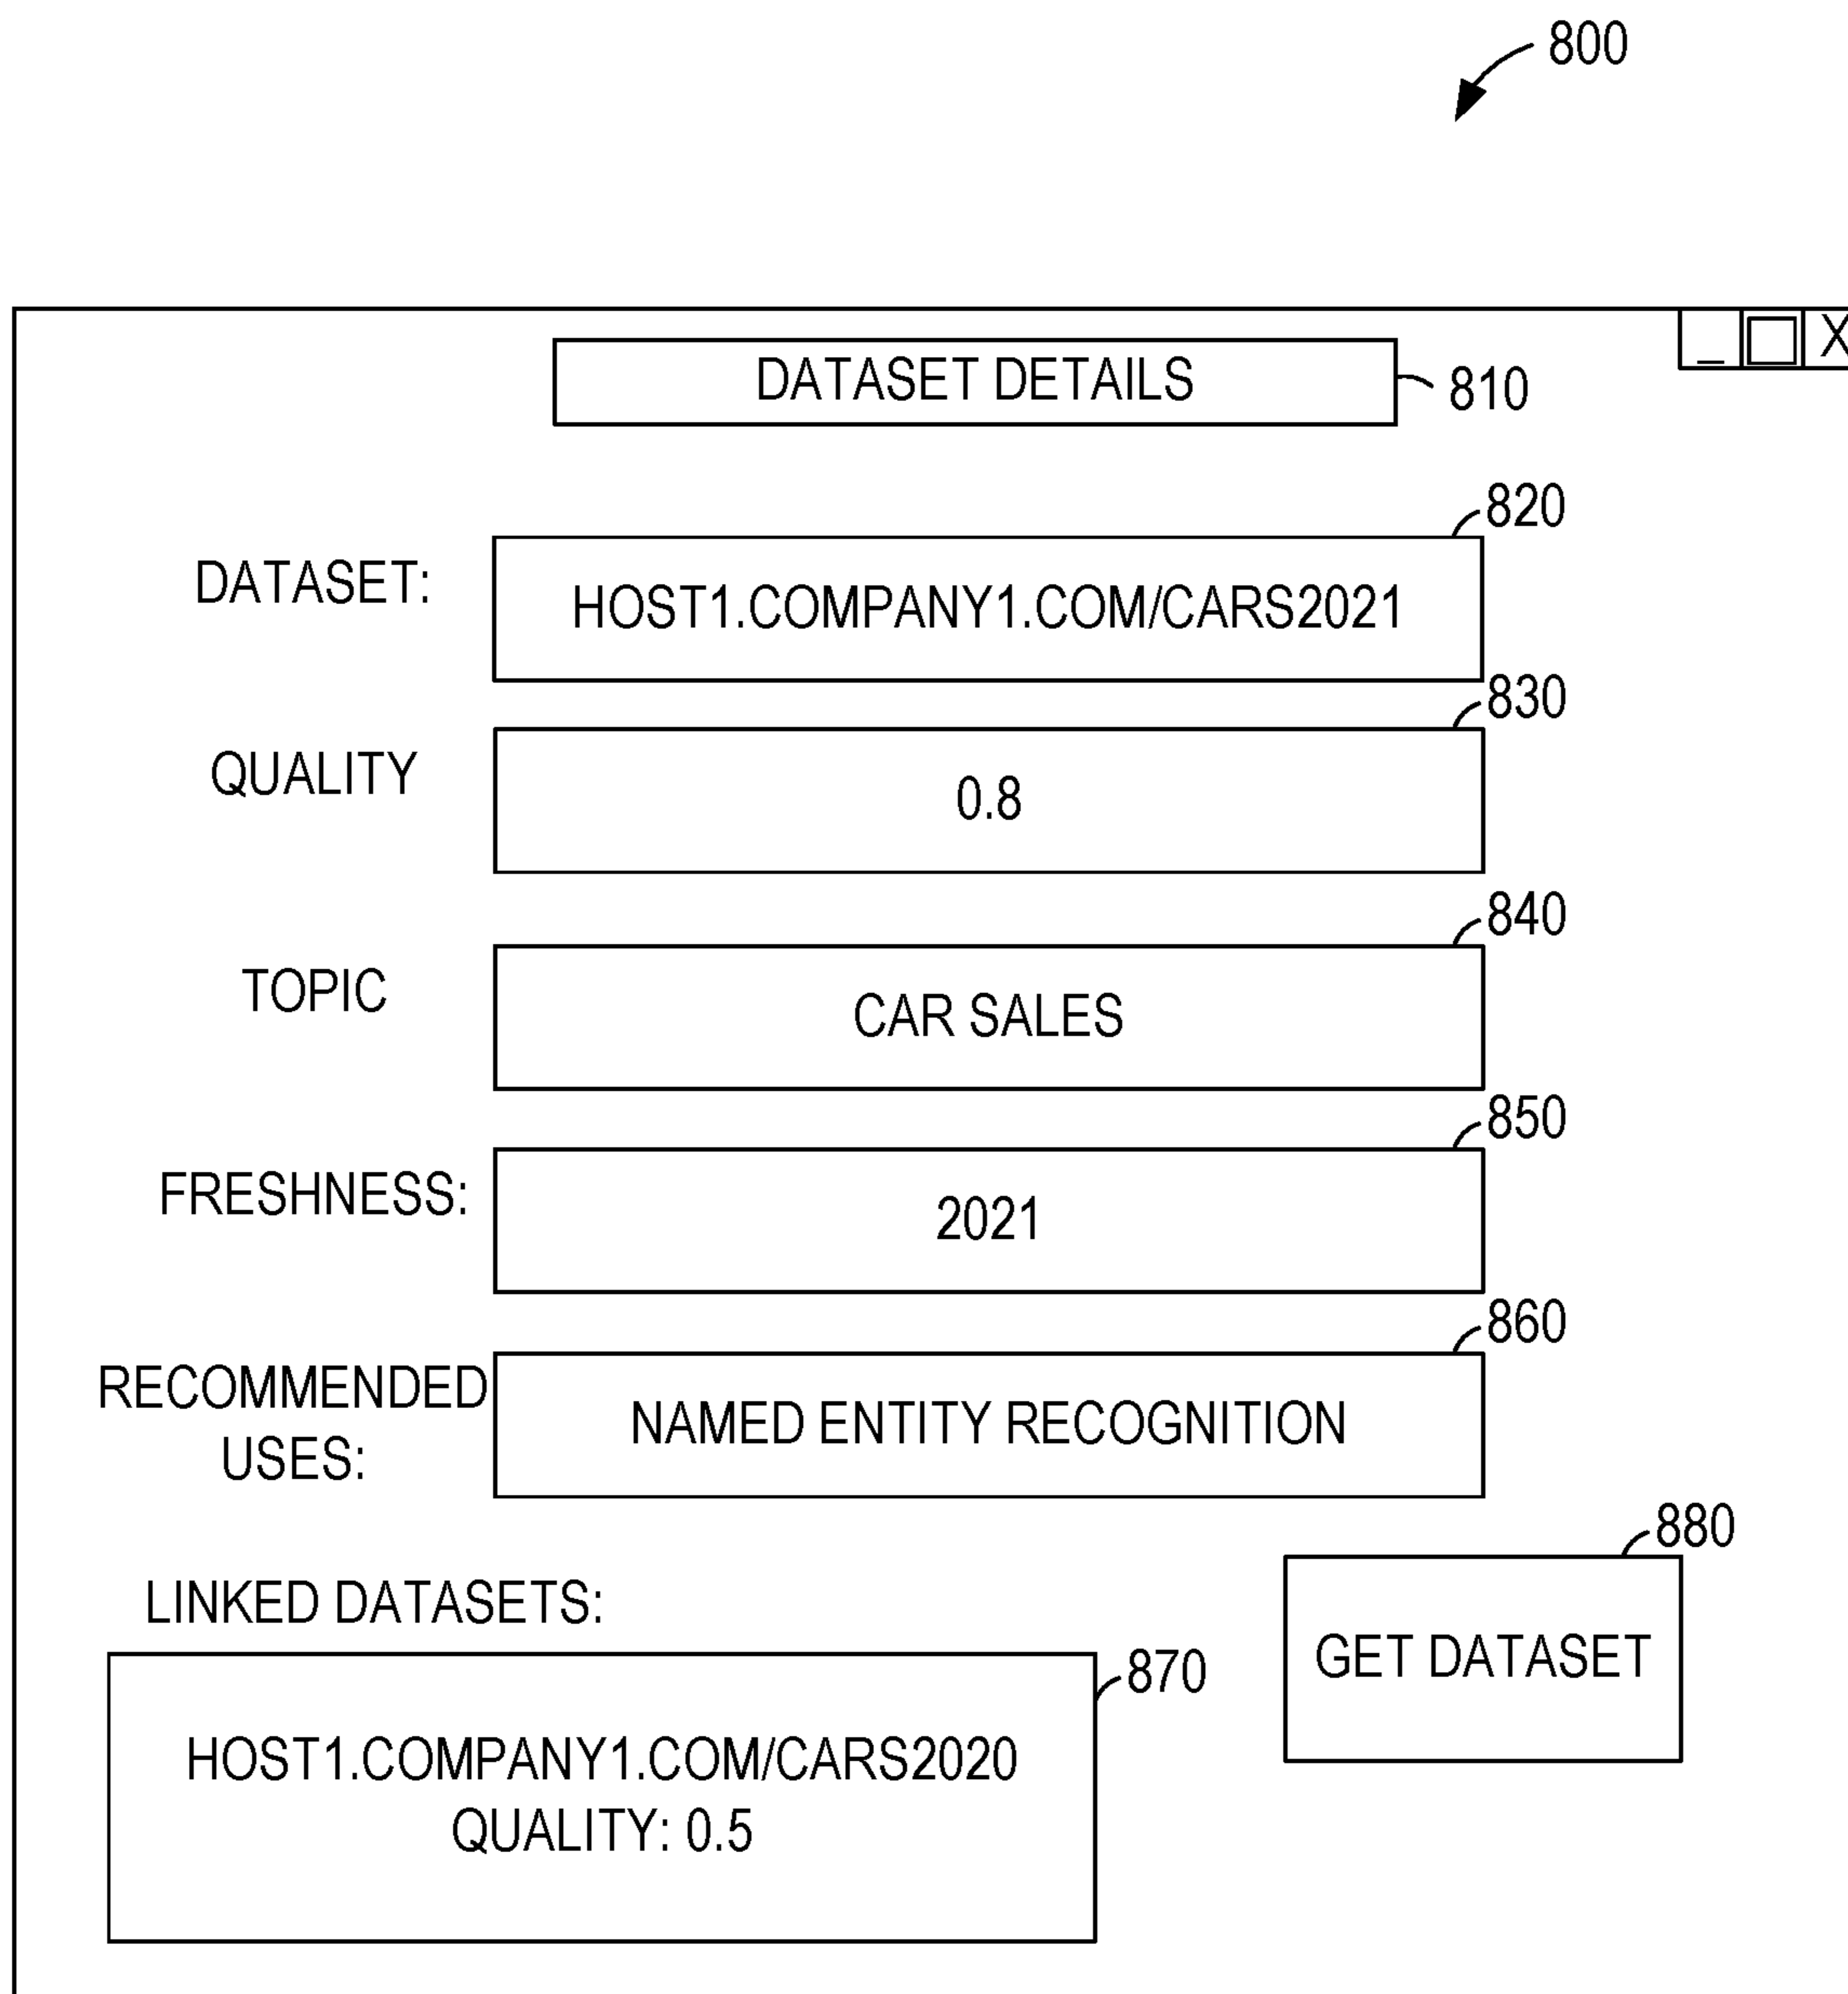 800
_ X
DATASET DETAILS
810
820
DATASET:
HOST1.COMPANY1.COM/CARS2021
830
QUALITY
0.8
840
TOPIC
CAR SALES
850
FRESHNESS:
2021
860
RECOMMENDED
USES:
NAMED ENTITY RECOGNITION
880
LINKED DATASETS:
GET DATASET
870
HOST1.COMPANY1.COM/CARS2020
QUALITY: 0.5